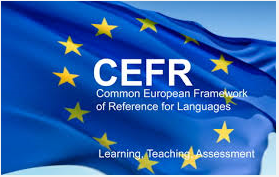 CEFR
Common European Framework
of Reference for Languages
Learning, Teaching, Assessment